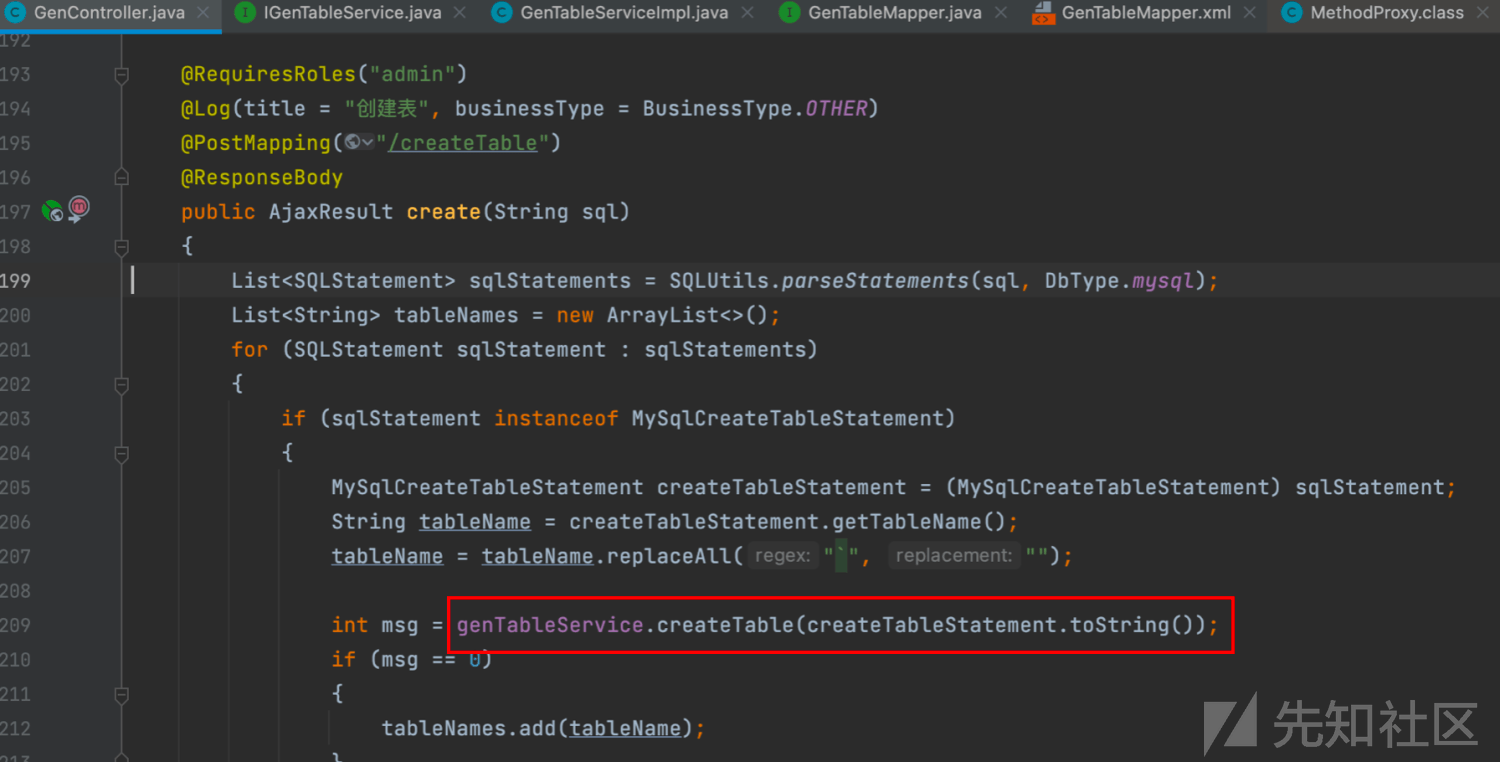 GenController.java IGenTableService.java GenTableServiceImpl.java GenTableMapper.java GenTableMapper.xml MethodProxy.class
192
193 @RequiresRoles("admin")
194 @Log(title = "创建表", businessType = BusinessType.OTHER)
195 @PostMapping("/createTable")
196 @ResponseBody
197 public AjaxResult create(String sql)
198 {
199 List<SQLStatement> sqlStatements = SQLUtils.parseStatements(sql, DbType.mysql);
200 List<String> tableNames = new ArrayList<>();
201 for (SQLStatement sqlStatement : sqlStatements)
202 {
203 if (sqlStatement instanceof MySqlCreateTableStatement)
204 {
205 MySqlCreateTableStatement createTableStatement = (MySqlCreateTableStatement) sqlStatement;
206 String tableName = createTableStatement.getTableName();
207 tableName = tableName.replaceAll( regex: "`", replacement: "");
208
209 int msg = genTableService.createTable(createTableStatement.toString());
210 if (msg == 0)
211 {
212 tableNames.add(tableName);
213 }
先知社区